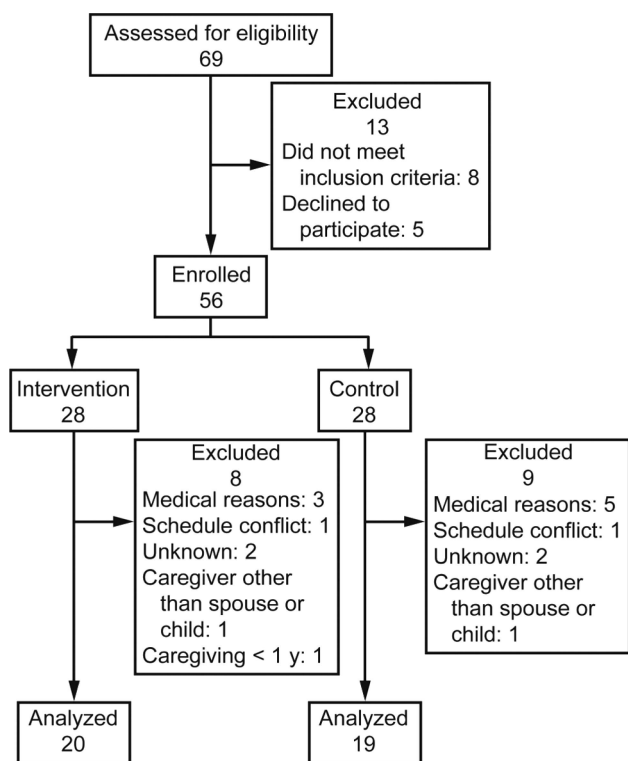 Assessed for eligibility
69
Excluded
13
Did not meet
inclusion criteria: 8
Declined to
participate: 5
Enrolled
56
Intervention
28
Control
28
Excluded
8
Medical reasons: 3
Schedule conflict: 1
Unknown: 2
Caregiver other
than spouse or
child: 1
Caregiving < 1 y: 1
Excluded
9
Medical reasons: 5
Schedule conflict: 1
Unknown: 2
Caregiver other
than spouse or
child: 1
Analyzed
20
Analyzed
19